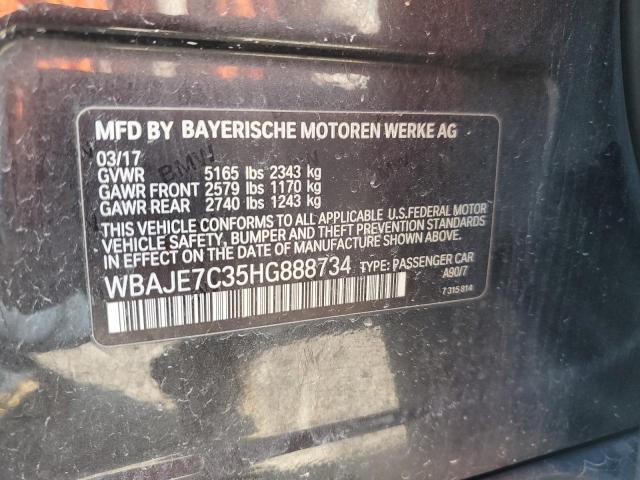 MFD BY BAYERISCHE MOTOREN WERKE AG
03/17
GVWR 5165 lbs 2343 kg
GAWR FRONT 2579 lbs 1170 kg
GAWR REAR 2740 lbs 1243 kg
THIS VEHICLE CONFORMS TO ALL APPLICABLE U.S.FEDERAL MOTOR
VEHICLE SAFETY, BUMPER AND THEFT PREVENTION STANDARDS
IN EFFECT ON THE DATE OF MANUFACTURE SHOWN ABOVE.
WBAJE7C35HG888734 TYPE: PASSENGER CAR
A90/7
7 315 814
BMW